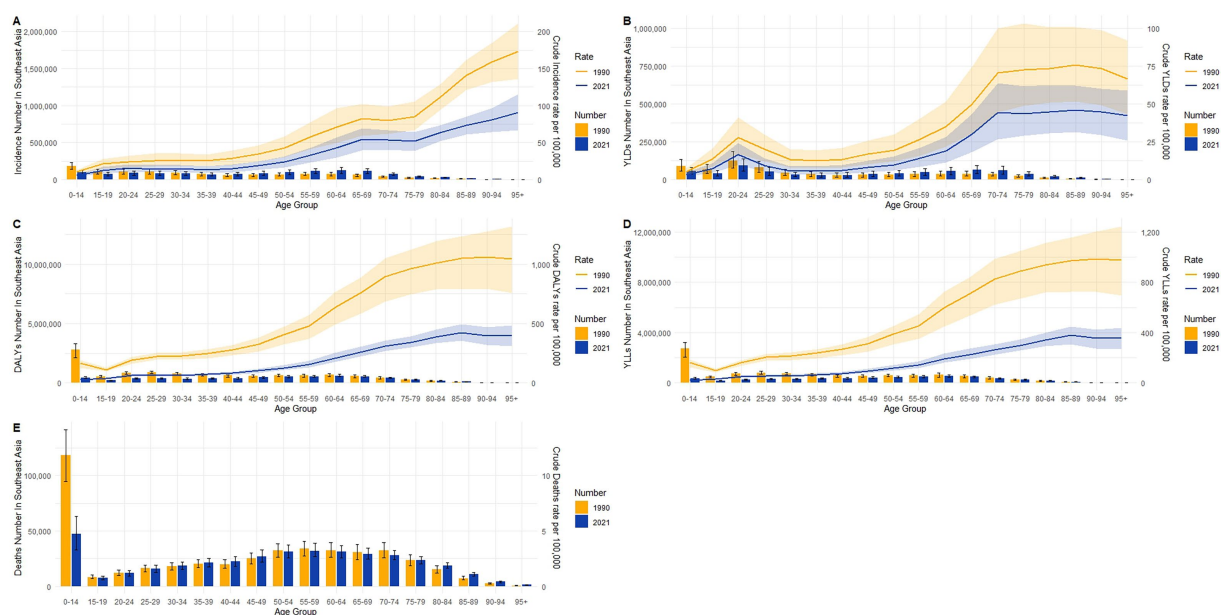 A
Incidence Number In Southeast Asia
2,000,000
1,500,000
1,000,000
500,000
0
200
150
100
50
0
Crude Incidence rate per 100,000
0-14 15-19 20-24 25-29 30-34 35-39 40-44 45-49 50-54 55-59 60-64 65-69 70-74 75-79 80-84 85-89 90-94 95+
Age Group
Rate
1990
2021
Number
1990
2021
B
YLDs Number In Southeast Asia
1,000,000
750,000
500,000
250,000
0
100
75
50
25
0
Crude YLDs rate per 100,000
0-14 15-19 20-24 25-29 30-34 35-39 40-44 45-49 50-54 55-59 60-64 65-69 70-74 75-79 80-84 85-89 90-94 95+
Age Group
Rate
1990
2021
Number
1990
2021
C
DALYs Number In Southeast Asia
10,000,000
5,000,000
0
1,000
500
0
Crude DALYs rate per 100,000
0-14 15-19 20-24 25-29 30-34 35-39 40-44 45-49 50-54 55-59 60-64 65-69 70-74 75-79 80-84 85-89 90-94 95+
Age Group
Rate
1990
2021
Number
1990
2021
D
YLLs Number In Southeast Asia
12,000,000
8,000,000
4,000,000
0
1,200
800
400
0
Crude YLLs rate per 100,000
0-14 15-19 20-24 25-29 30-34 35-39 40-44 45-49 50-54 55-59 60-64 65-69 70-74 75-79 80-84 85-89 90-94 95+
Age Group
Rate
1990
2021
Number
1990
2021
E
Deaths Number In Southeast Asia
100,000
50,000
0
10
5
0
Crude Deaths rate per 100,000
0-14 15-19 20-24 25-29 30-34 35-39 40-44 45-49 50-54 55-59 60-64 65-69 70-74 75-79 80-84 85-89 90-94 95+
Age Group
Number
1990
2021